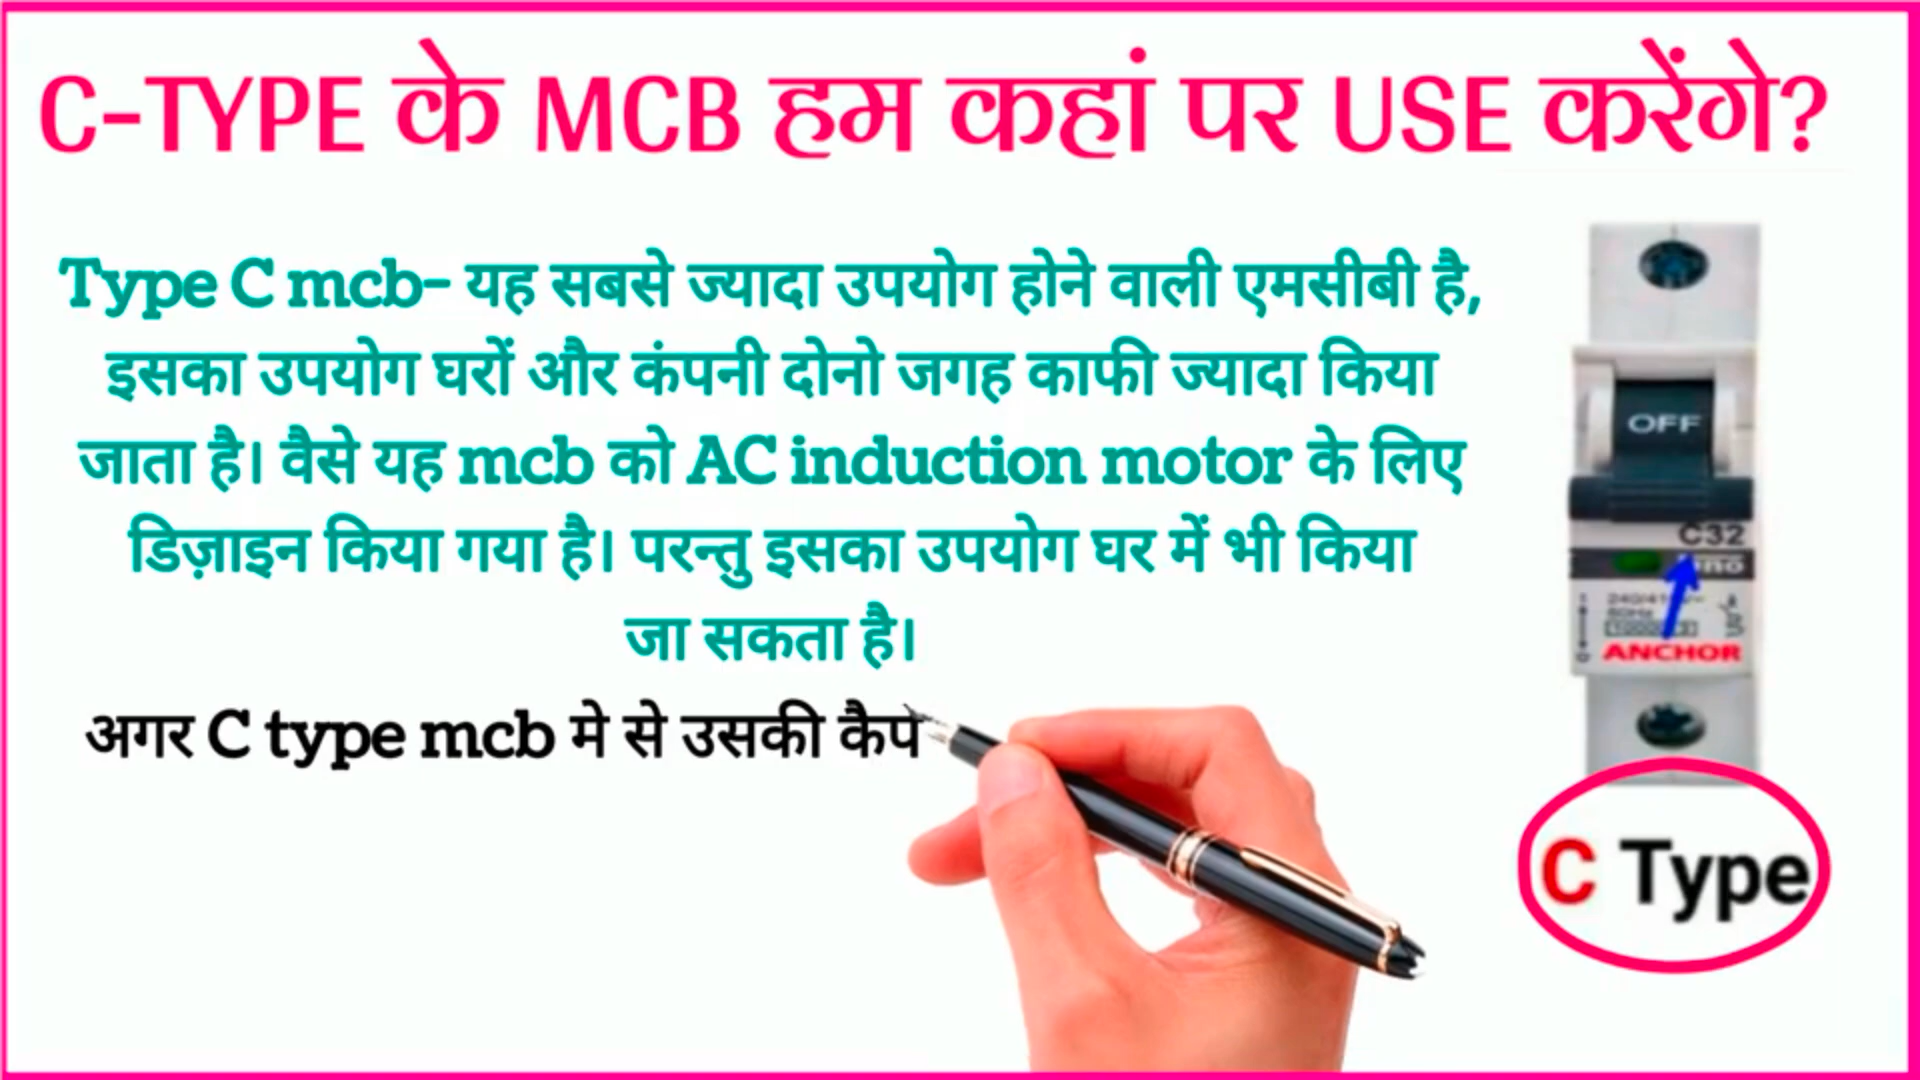 C-TYPE के MCB हम कहां पर USE करेंगे?
Type C mcb- यह सबसे ज्यादा उपयोग होने वाली एमसीबी है,
इसका उपयोग घरों और कंपनी दोनो जगह काफी ज्यादा किया
जाता है। वैसे यह mcb को AC induction motor के लिए
डिज़ाइन किया गया है। परन्तु इसका उपयोग घर में भी किया
जा सकता है।
अगर C type mcb मे से उसकी कैप
OFF
C32
ANCHOR
C Type